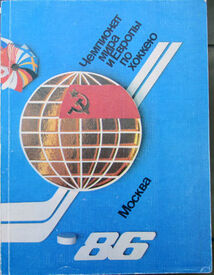 Чемпионат
мира
и Европы
по
хоккею
Москва
86